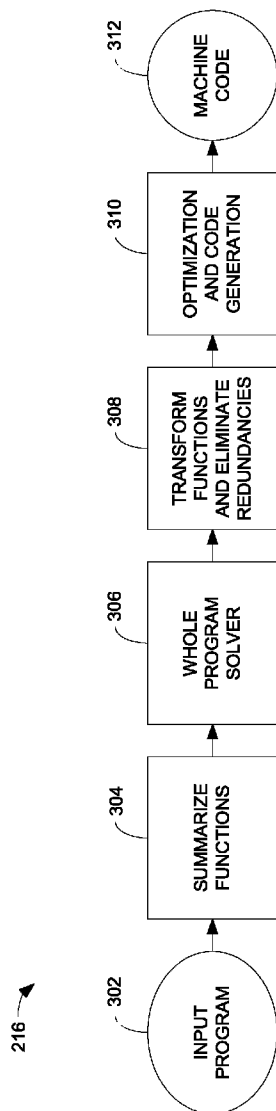 216
302
INPUT
PROGRAM
304
SUMMARIZE
FUNCTIONS
306
WHOLE
PROGRAM
SOLVER
308
TRANSFORM
FUNCTIONS
AND ELIMINATE
REDUNDANCIES
310
OPTIMIZATION
AND CODE
GENERATION
312
MACHINE
CODE